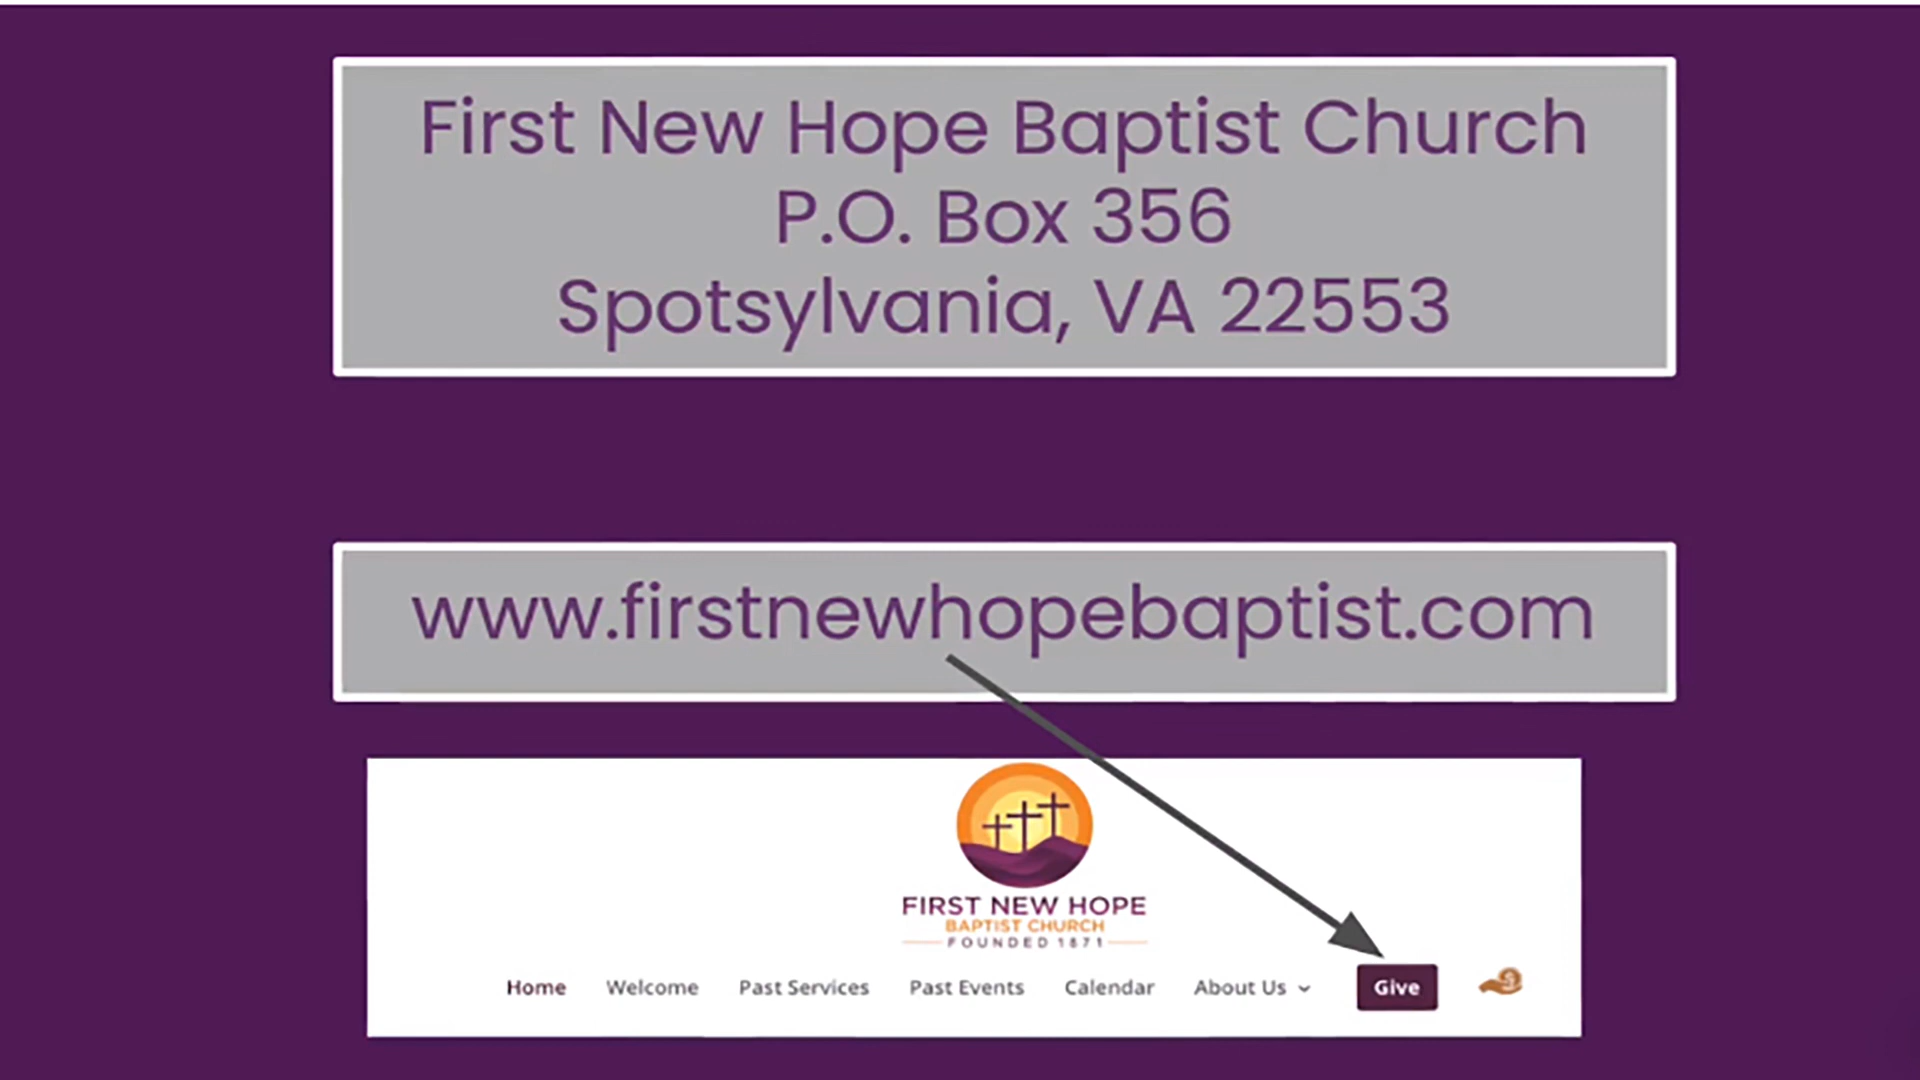 First New Hope Baptist Church
P.O. Box 356
Spotsylvania, VA 22553
www.firstnewhopebaptist.com
FIRST NEW HOPE
BAPTIST CHURCH
FOUNDED 1871
Home Welcome Past Services Past Events Calendar About Us Give